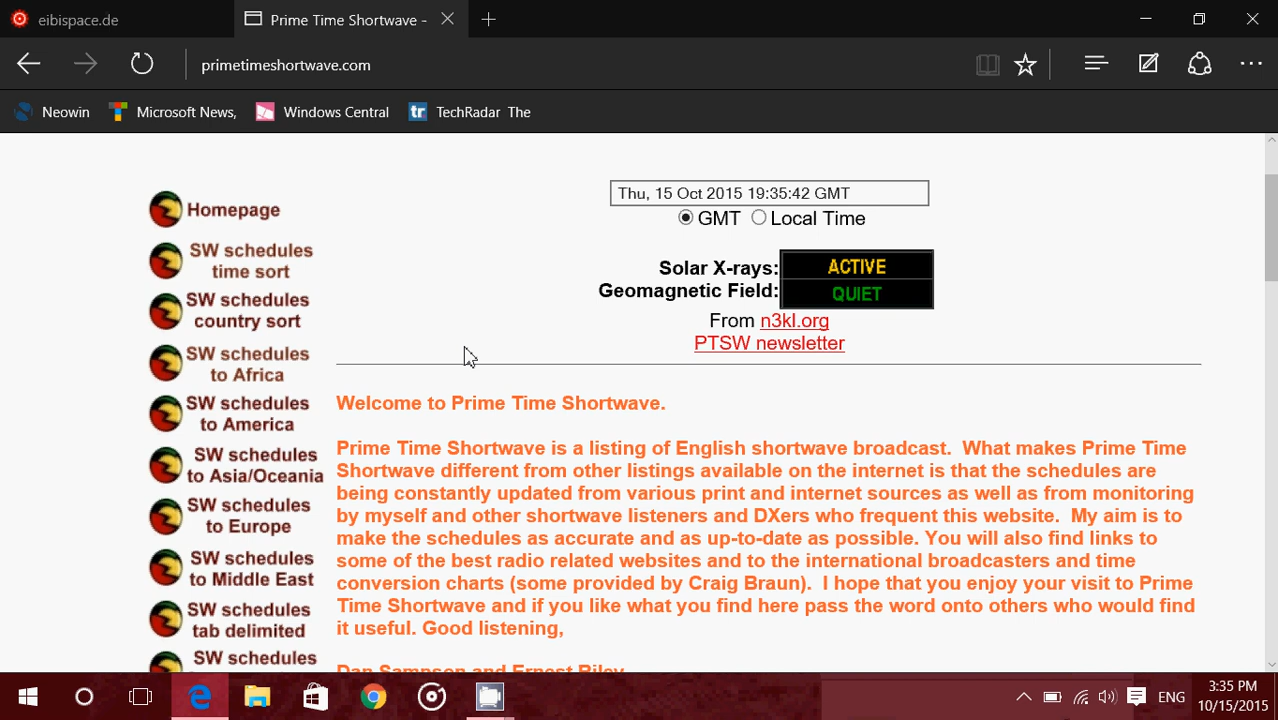 eibispace.de
Prime Time Shortwave -
primetimeshortwave.com
Neowin
Microsoft News,
Windows Central
tr
TechRadar The
Homepage
SW schedules
time sort
SW schedules
country sort
SW schedules
to Africa
SW schedules
to America
SW schedules
to Asia/Oceania
SW schedules
to Europe
SW schedules
to Middle East
SW schedules
tab delimited
SW schedules
Thu, 15 Oct 2015 19:35:42 GMT
GMT Local Time
Solar X-rays: ACTIVE
Geomagnetic Field: QUIET
From n3kl.org
PTSW newsletter
Welcome to Prime Time Shortwave.
Prime Time Shortwave is a listing of English shortwave broadcast. What makes Prime Time
Shortwave different from other listings available on the internet is that the schedules are
being constantly updated from various print and internet sources as well as from monitoring
by myself and other shortwave listeners and DXers who frequent this website. My aim is to
make the schedules as accurate and as up-to-date as possible. You will also find links to
some of the best radio related websites and to the international broadcasters and time
conversion charts (some provided by Craig Braun). I hope that you enjoy your visit to Prime
Time Shortwave and if you like what you find here pass the word onto others who would find
it useful. Good listening,
Dan Sampson and Ernest Riley
ENG
3:35 PM
10/15/2015